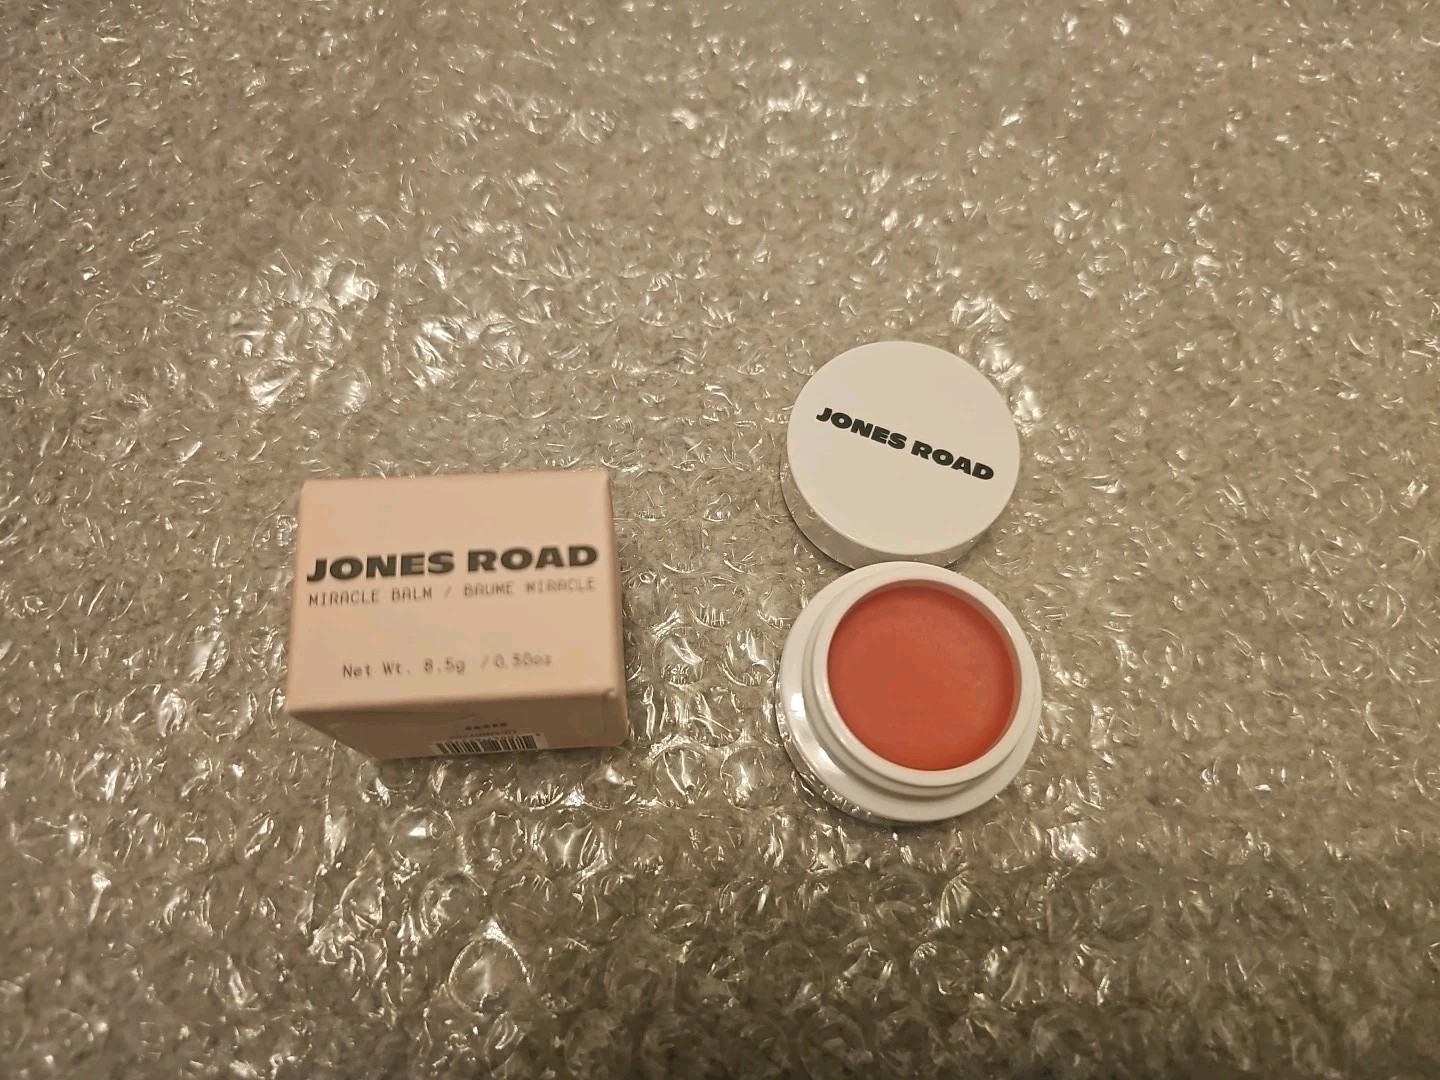 JONES ROAD
MIRACLE BALM / BAUME MIRACLE
Net Wt. 8.5g / 0.30oz
JONES ROAD